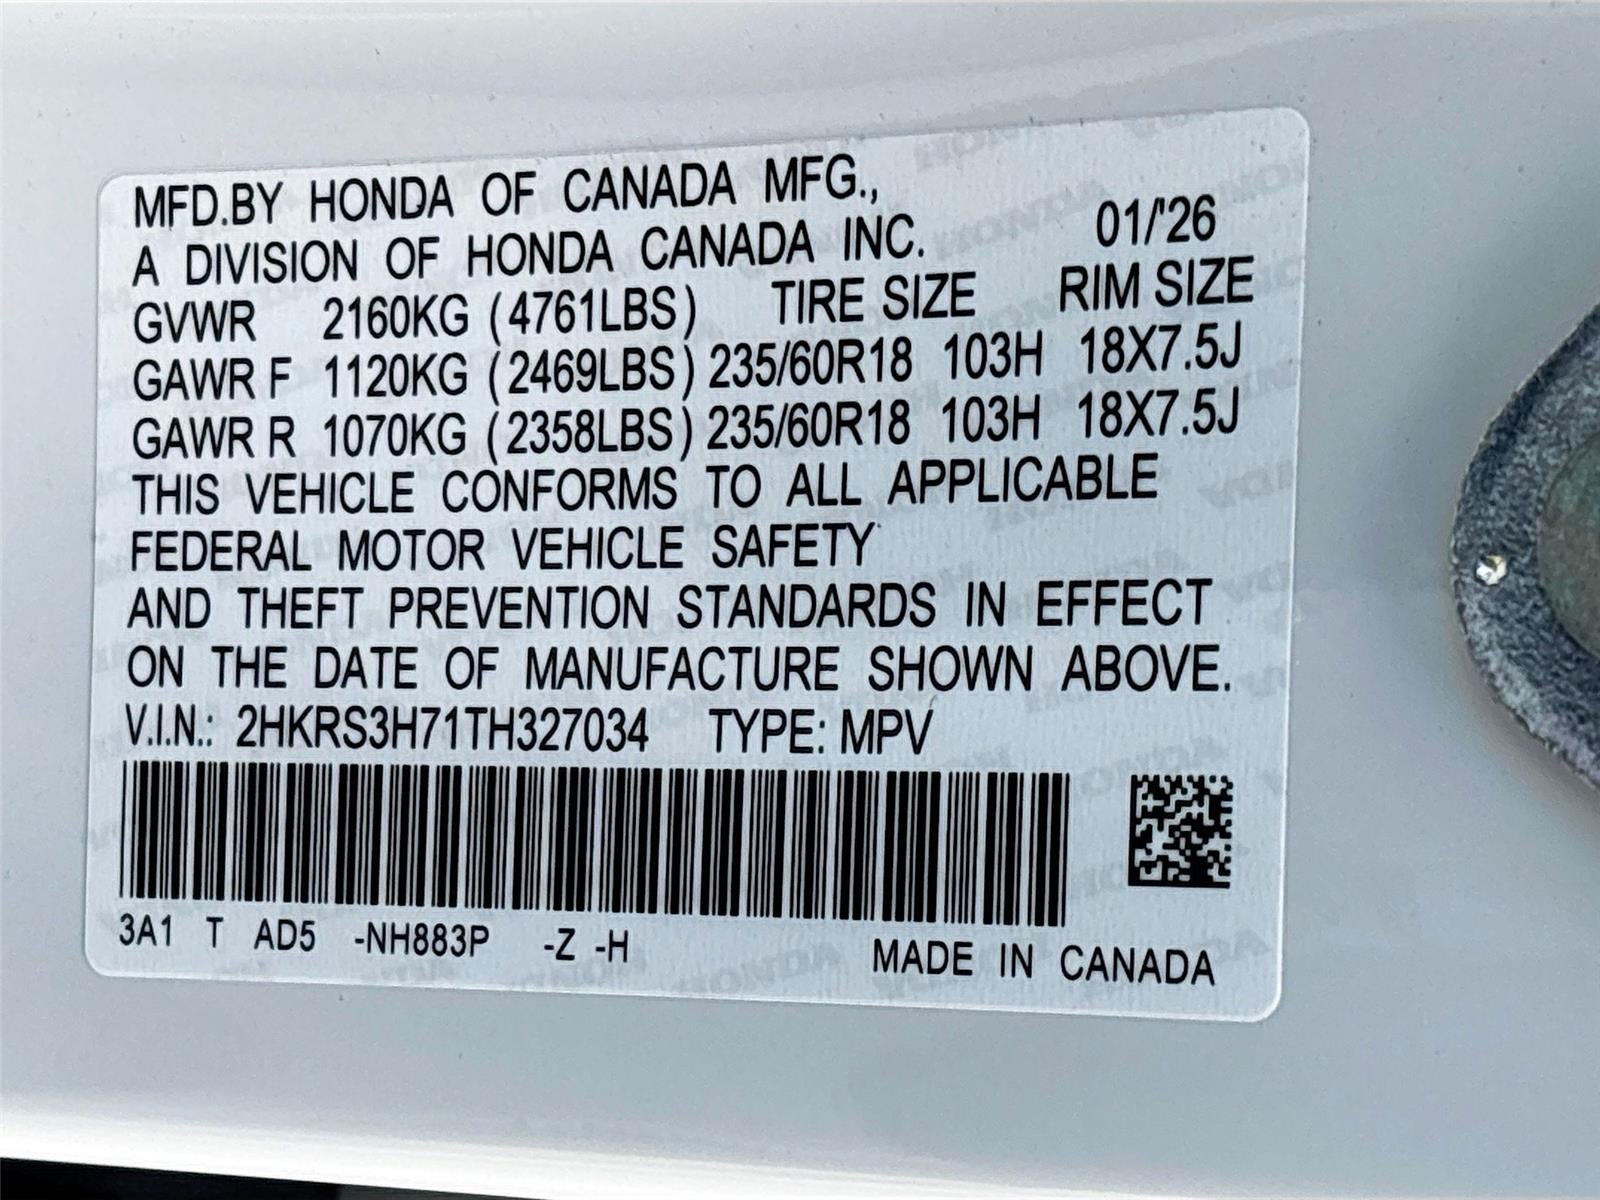 MFD.BY HONDA OF CANADA MFG.,
A DIVISION OF HONDA CANADA INC. 01/'26
GVWR 2160KG (4761LBS) TIRE SIZE RIM SIZE
GAWR F 1120KG (2469LBS) 235/60R18 103H 18X7.5J
GAWR R 1070KG (2358LBS) 235/60R18 103H 18X7.5J
THIS VEHICLE CONFORMS TO ALL APPLICABLE
FEDERAL MOTOR VEHICLE SAFETY
AND THEFT PREVENTION STANDARDS IN EFFECT
ON THE DATE OF MANUFACTURE SHOWN ABOVE.
V.I.N.: 2HKRS3H71TH327034 TYPE: MPV
3A1 T AD5 -NH883P -Z -H MADE IN CANADA